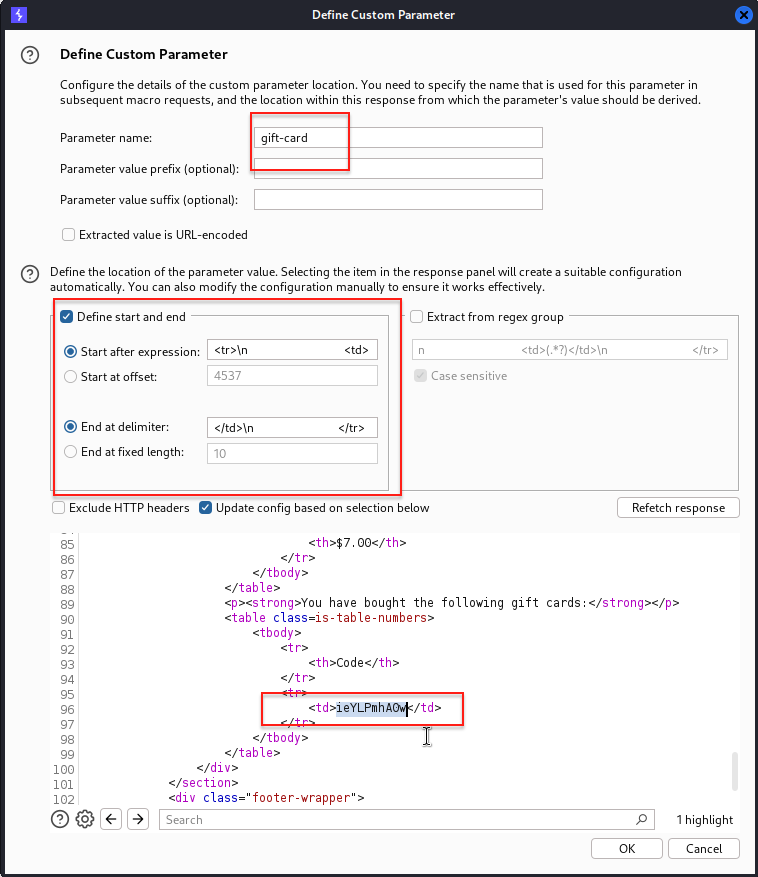 Define Custom Parameter
Define Custom Parameter
Configure the details of the custom parameter location. You need to specify the name that is used for this parameter in
subsequent macro requests, and the location within this response from which the parameter's value should be derived.
Parameter name: gift-card
Parameter value prefix (optional):
Parameter value suffix (optional):
Extracted value is URL-encoded
Define the location of the parameter value. Selecting the item in the response panel will create a suitable configuration
automatically. You can also modify the configuration manually to ensure it works effectively.
Define start and end
Start after expression: <tr>\n <td>
Start at offset: 4537
End at delimiter: </td>\n </tr>
End at fixed length: 10
Extract from regex group
n <td>(.*?)</td>\n </tr>
Case sensitive
Exclude HTTP headers Update config based on selection below Refetch response
85 <th>$7.00</th>
86 </tr>
87 </tbody>
88 </table>
89 <p><strong>You have bought the following gift cards:</strong></p>
90 <table class=is-table-numbers>
91 <tbody>
92 <tr>
93 <th>Code</th>
94 </tr>
95 <tr>
96 <td>ieYLPmhA0w</td>
97 </tr>
98 </tbody>
99 </table>
100 </div>
101 </section>
102 <div class="footer-wrapper">
Search 1 highlight
OK Cancel